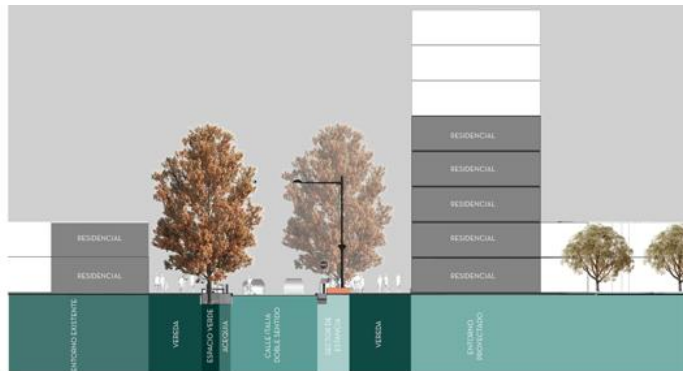 RESIDENCIAL
RESIDENCIAL
RESIDENCIAL
RESIDENCIAL
RESIDENCIAL
RESIDENCIAL
RESIDENCIAL
ENTORNO EXISTENTE
VEREDA
ESPACIO VERDE
ACEQUIA
CALLE ITALIA
DOBLE SENTIDO
SECTOR DE
ESTANCIA
VEREDA
ENTORNO
PROYECTADO